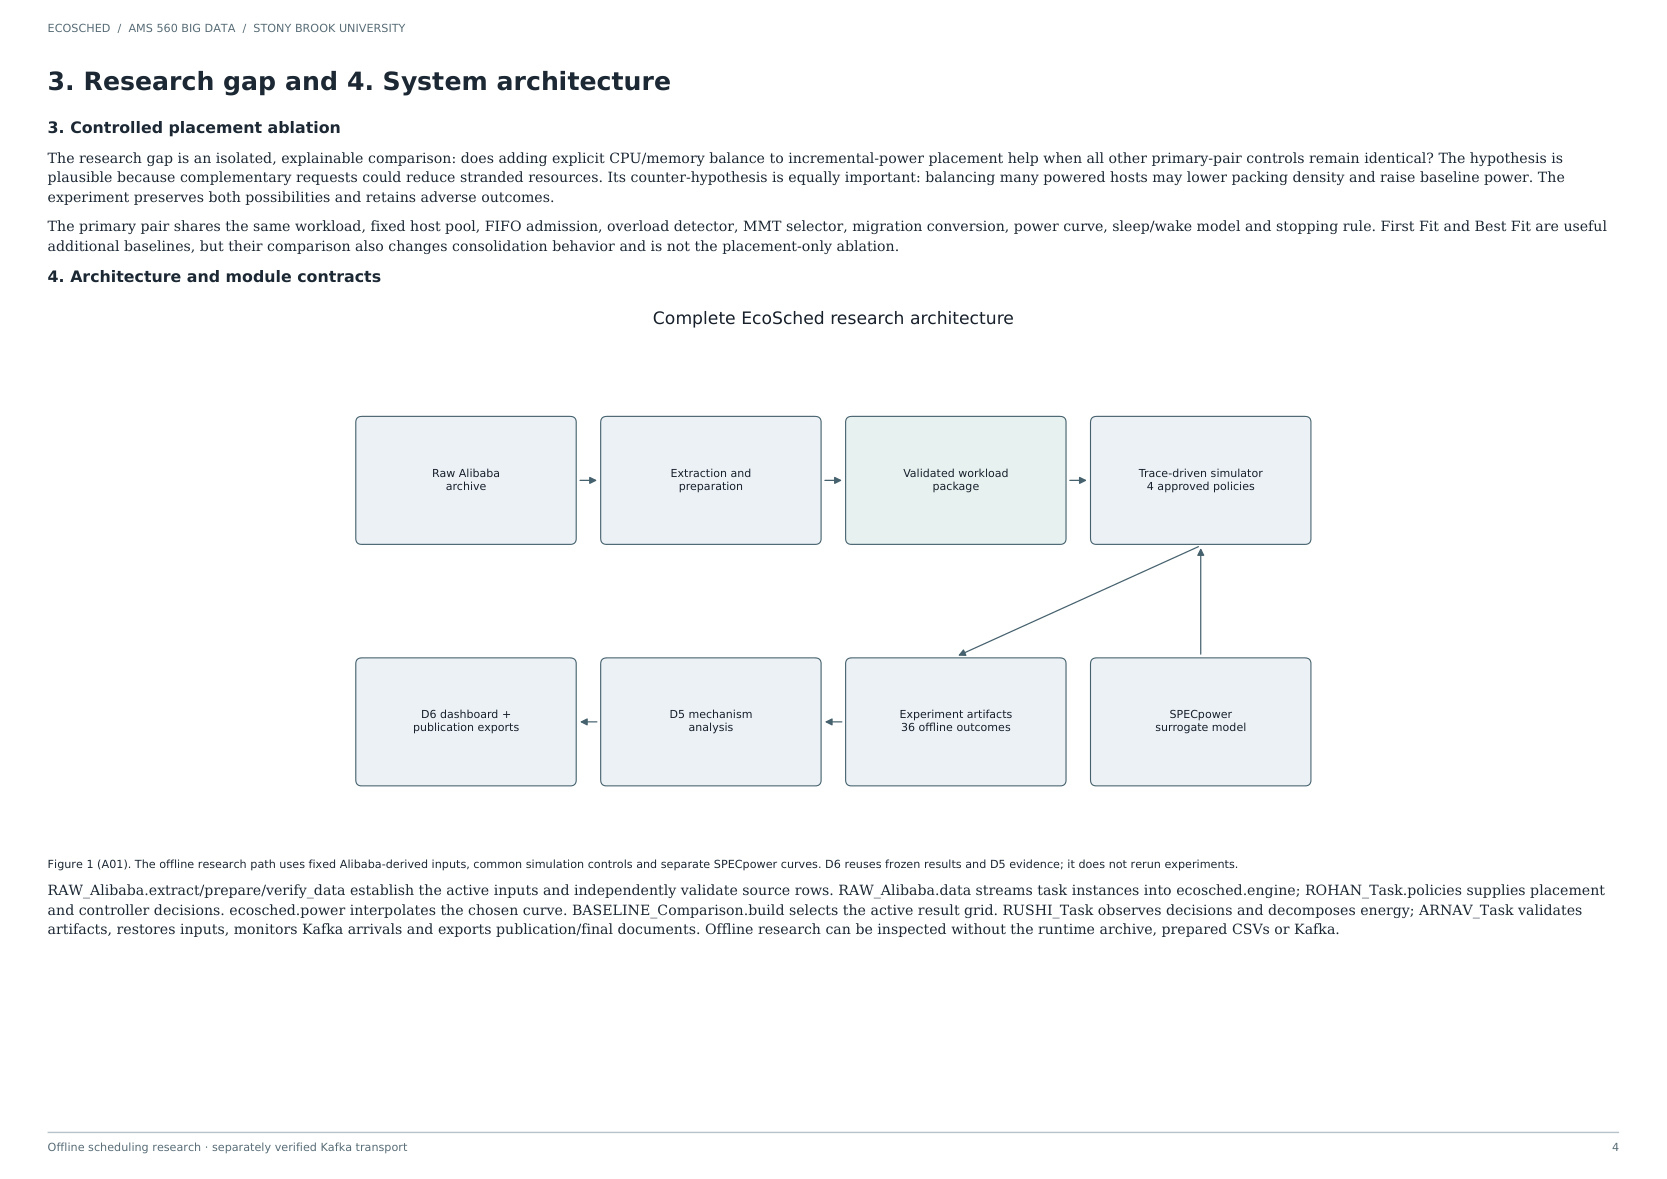 ECOSCHED / AMS 560 BIG DATA / STONY BROOK UNIVERSITY
3. Research gap and 4. System architecture
3. Controlled placement ablation
The research gap is an isolated, explainable comparison: does adding explicit CPU/memory balance to incremental-power placement help when all other primary-pair controls remain identical? The hypothesis is
plausible because complementary requests could reduce stranded resources. Its counter-hypothesis is equally important: balancing many powered hosts may lower packing density and raise baseline power. The
experiment preserves both possibilities and retains adverse outcomes.
The primary pair shares the same workload, fixed host pool, FIFO admission, overload detector, MMT selector, migration conversion, power curve, sleep/wake model and stopping rule. First Fit and Best Fit are useful
additional baselines, but their comparison also changes consolidation behavior and is not the placement-only ablation.
4. Architecture and module contracts
Complete EcoSched research architecture
Raw Alibaba
archive
Extraction and
preparation
Validated workload
package
Trace-driven simulator
4 approved policies
D6 dashboard +
publication exports
D5 mechanism
analysis
Experiment artifacts
36 offline outcomes
SPECpower
surrogate model
Figure 1 (A01). The offline research path uses fixed Alibaba-derived inputs, common simulation controls and separate SPECpower curves. D6 reuses frozen results and D5 evidence; it does not rerun experiments.
RAW_Alibaba.extract/prepare/verify_data establish the active inputs and independently validate source rows. RAW_Alibaba.data streams task instances into ecosched.engine; ROHAN_Task.policies supplies placement
and controller decisions. ecosched.power interpolates the chosen curve. BASELINE_Comparison.build selects the active result grid. RUSHI_Task observes decisions and decomposes energy; ARNAV_Task validates
artifacts, restores inputs, monitors Kafka arrivals and exports publication/final documents. Offline research can be inspected without the runtime archive, prepared CSVs or Kafka.
Offline scheduling research · separately verified Kafka transport
4